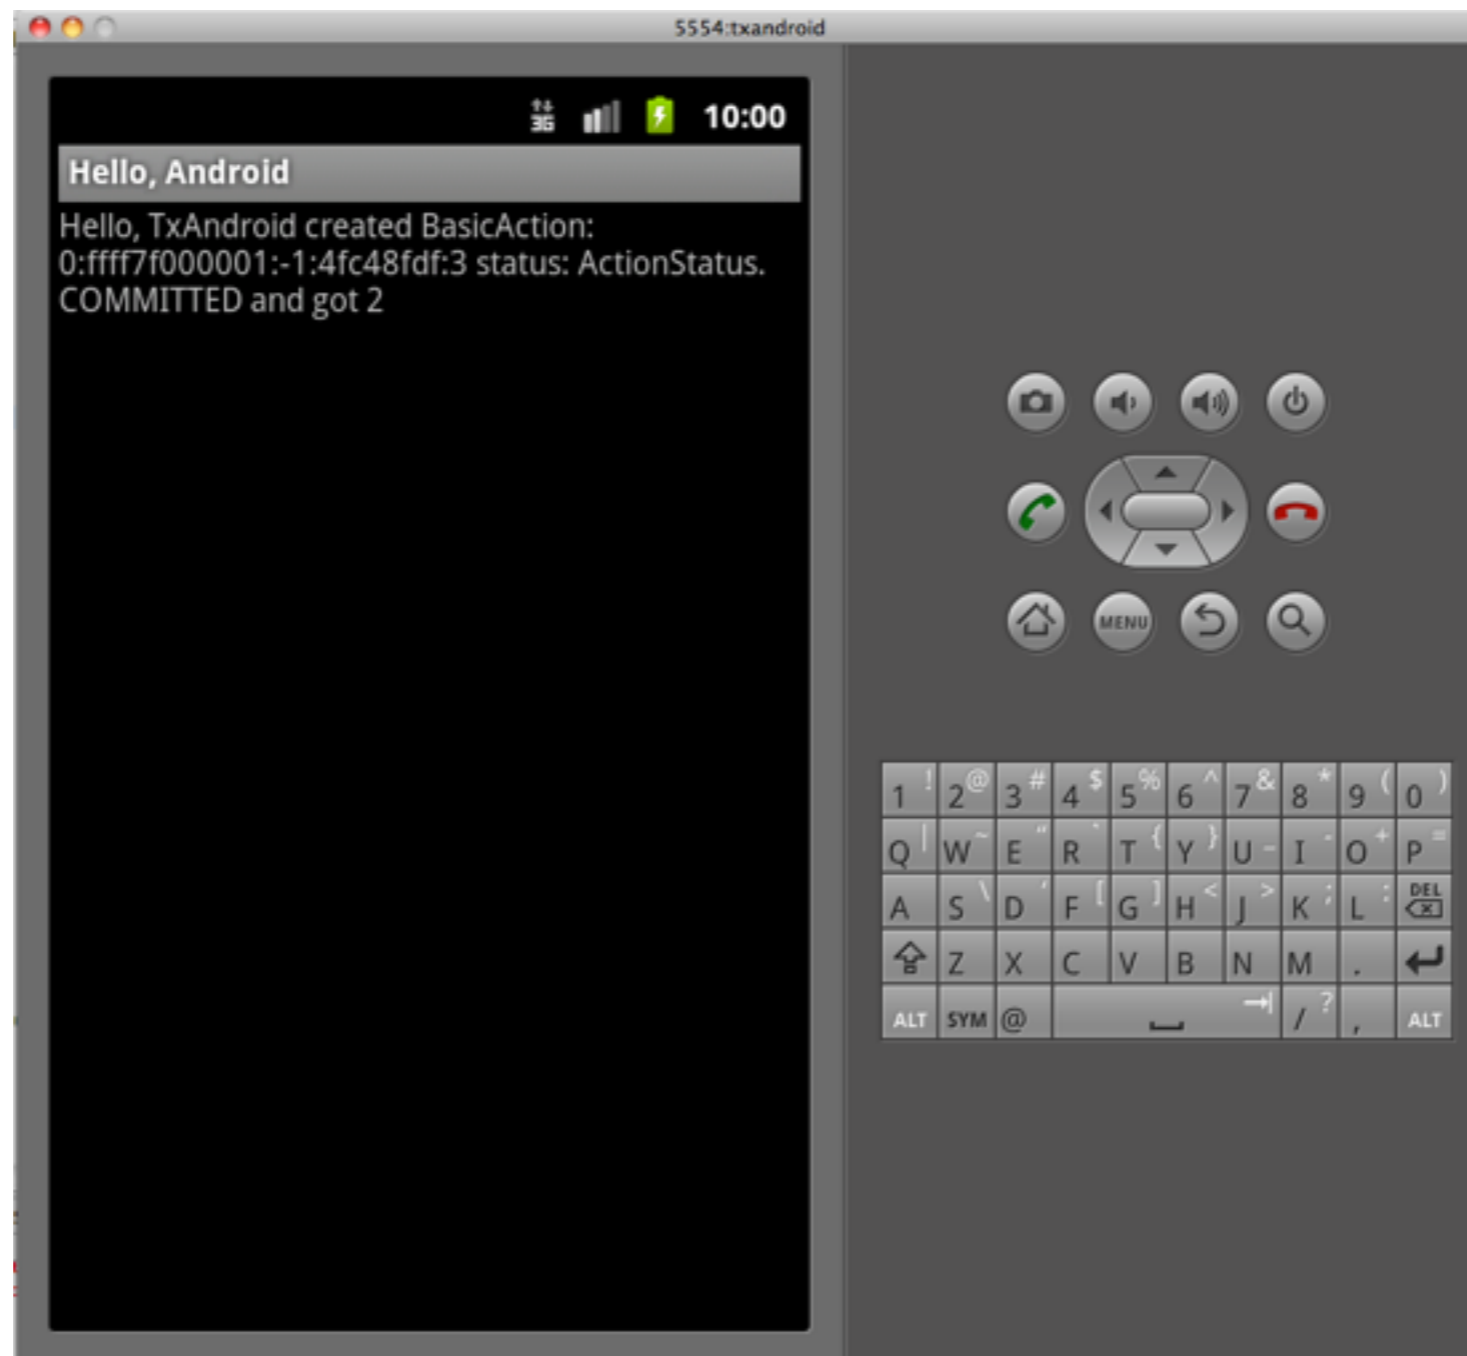 5554:txandroid
3G 10:00
Hello, Android
Hello, TxAndroid created BasicAction:
0:ffff7f000001:-1:4fc48fdf:3 status: ActionStatus.
COMMITTED and got 2
MENU
1 ! 2 @ 3 # 4 $ 5 % 6 ^ 7 & 8 * 9 ( 0 )
Q | W ~ E “ R ` T { Y } U _ I - O + P =
A S \ D ‘ F [ G ] H < J > K ; L : DEL
Z X C V B N M .
ALT SYM @ / ? , ALT